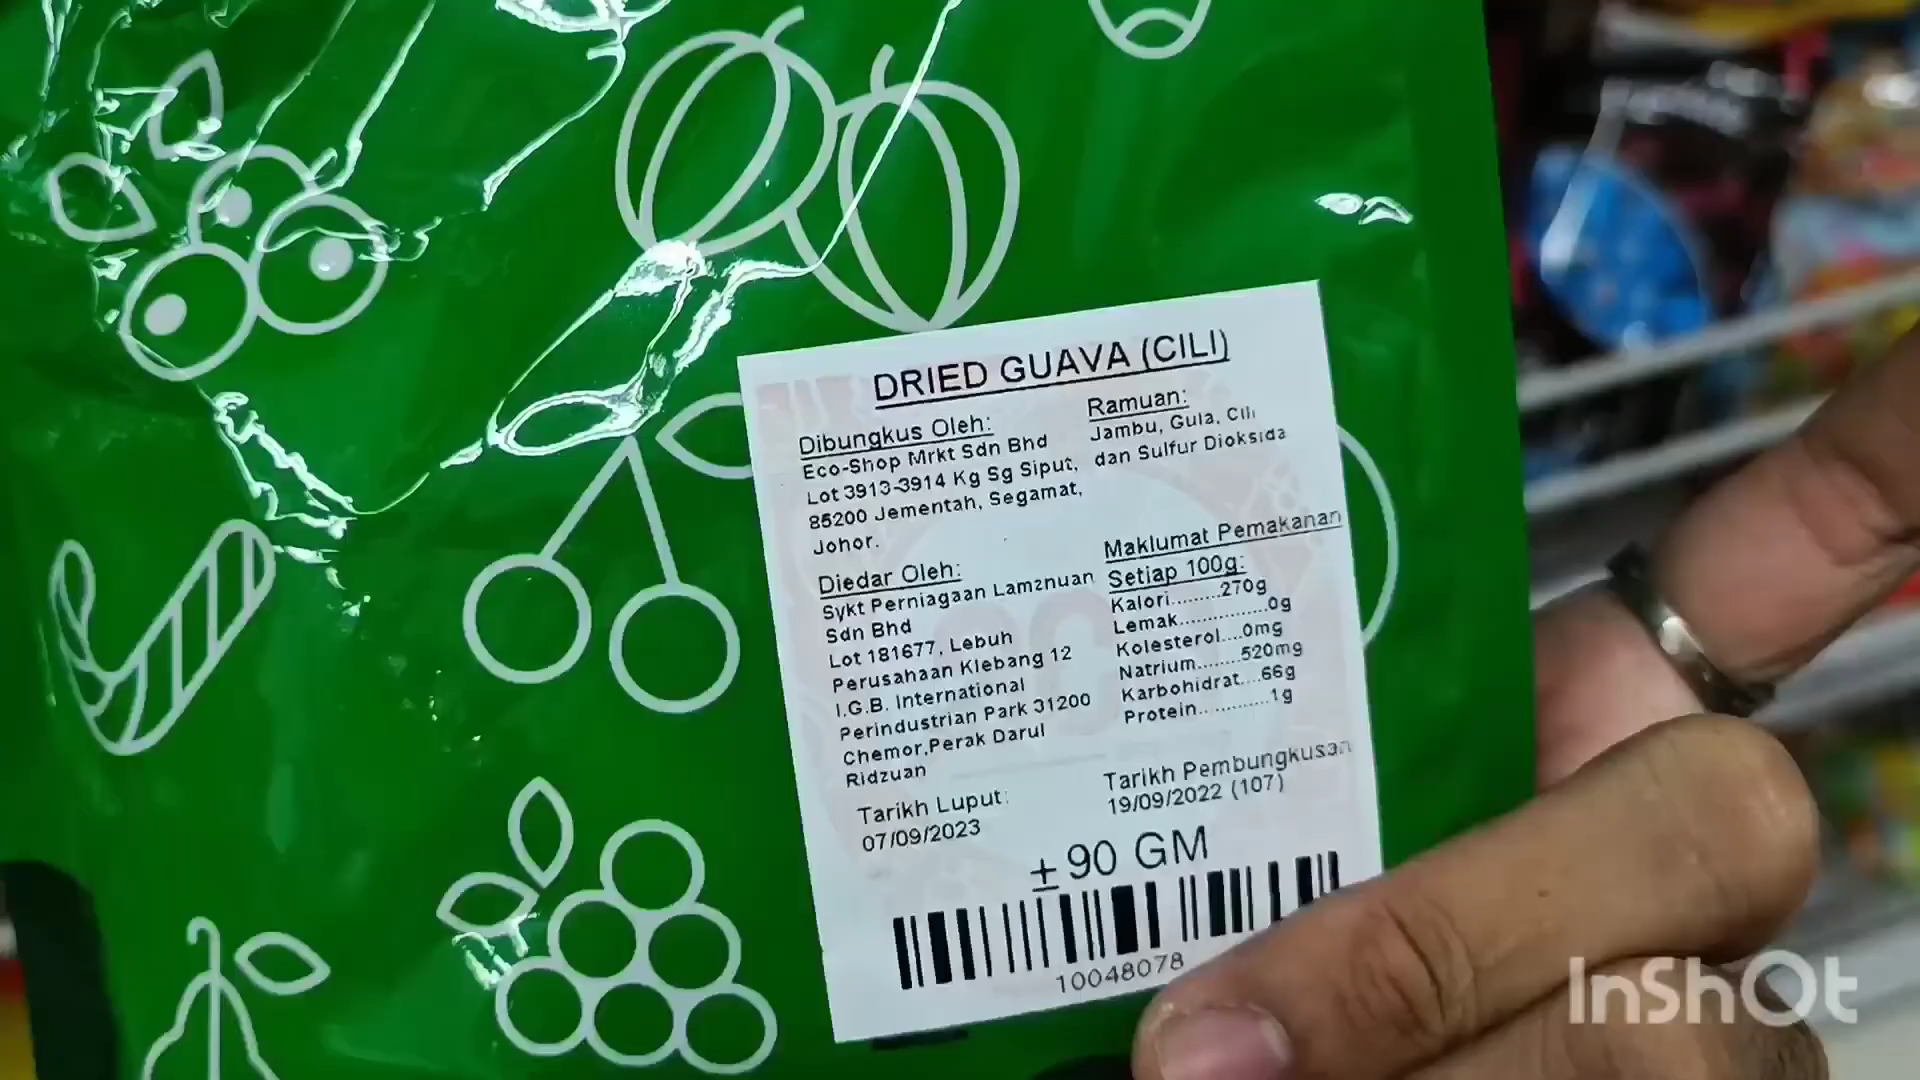 DRIED GUAVA (CILI)
Dibungkus Oleh:
Eco-Shop Mrkt Sdn Bhd
Lot 3913-3914 Kg Sg Siput,
85200 Jementah, Segamat,
Johor.
Diedar Oleh:
Sykt Perniagaan Lamznuan
Sdn Bhd
Lot 181677, Lebuh
Perusahaan Klebang 12
I.G.B. International
Perindustrian Park 31200
Chemor,Perak Darul
Ridzuan
Tarikh Luput:
07/09/2023
Ramuan:
Jambu, Gula, Cili
dan Sulfur Dioksida
Maklumat Pemakanan
Setiap 100g:
Kalori.........270g
Lemak..............0g
Kolesterol....0mg
Natrium........520mg
Karbohidrat....66g
Protein.............1g
Tarikh Pembungkusan
19/09/2022 (107)
±90 GM
10048078
InShOt